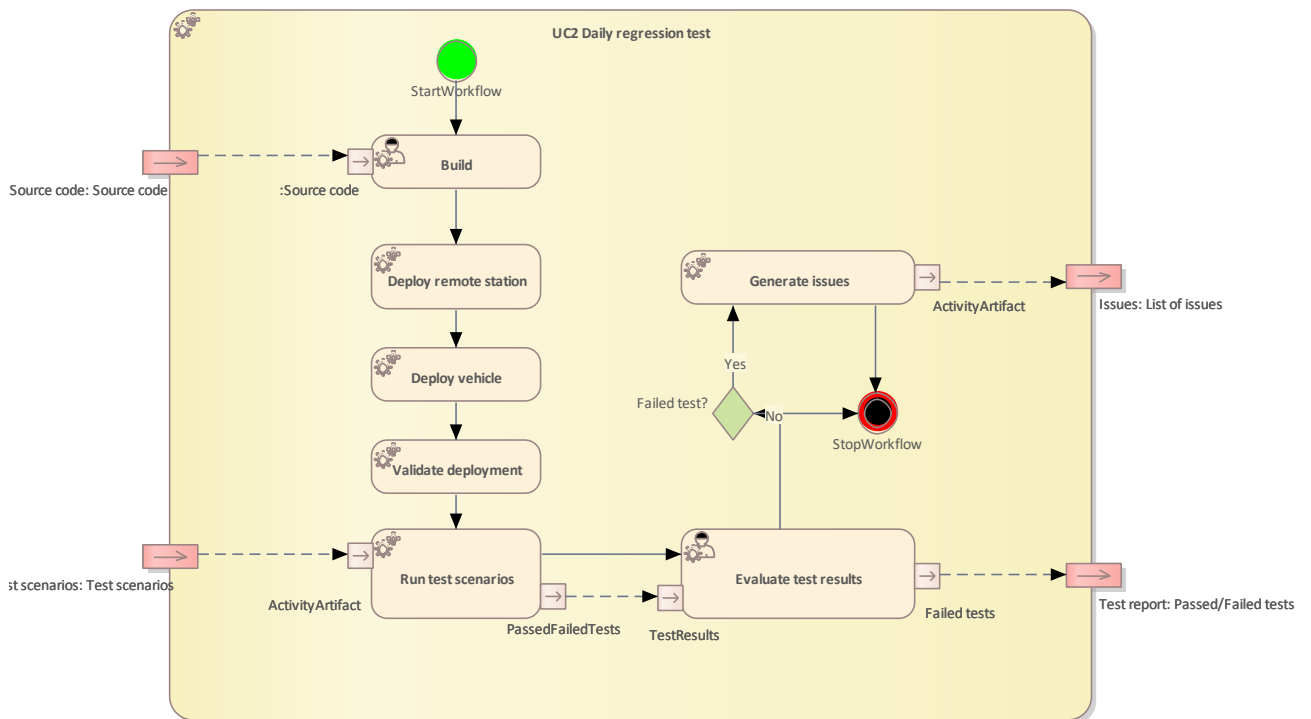 UC2 Daily regression test
StartWorkflow
Build
Source code: Source code
:Source code
Deploy remote station
Generate issues
ActivityArtifact
Issues: List of issues
Deploy vehicle
Yes
Failed test?
No
StopWorkflow
Validate deployment
Run test scenarios
Evaluate test results
st scenarios: Test scenarios
ActivityArtifact
PassedFailedTests
TestResults
Failed tests
Test report: Passed/Failed tests